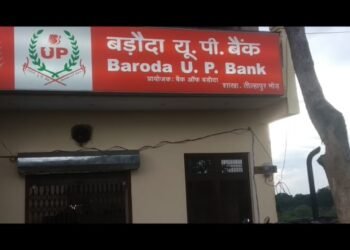 बड़ौदा यू.पी. बैंक
UP
Baroda U. P. Bank
प्रायोजक: बैंक ऑफ बड़ौदा
शाखा.
मोड़